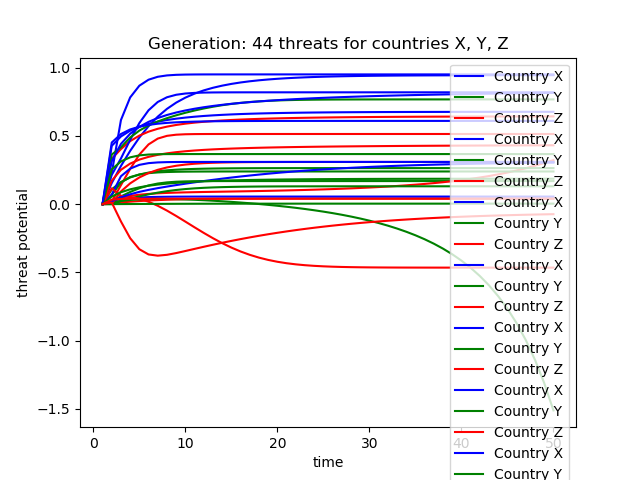 Generation: 44 threats for countries X, Y, Z
1.0
0.5
0.0
−0.5
−1.0
−1.5
threat potential
0
10
20
30
40
50
time
Country X
Country Y
Country Z
Country X
Country Y
Country Z
Country X
Country Y
Country Z
Country X
Country Y
Country Z
Country X
Country Y
Country Z
Country X
Country Y
Country Z
Country X
Country Y